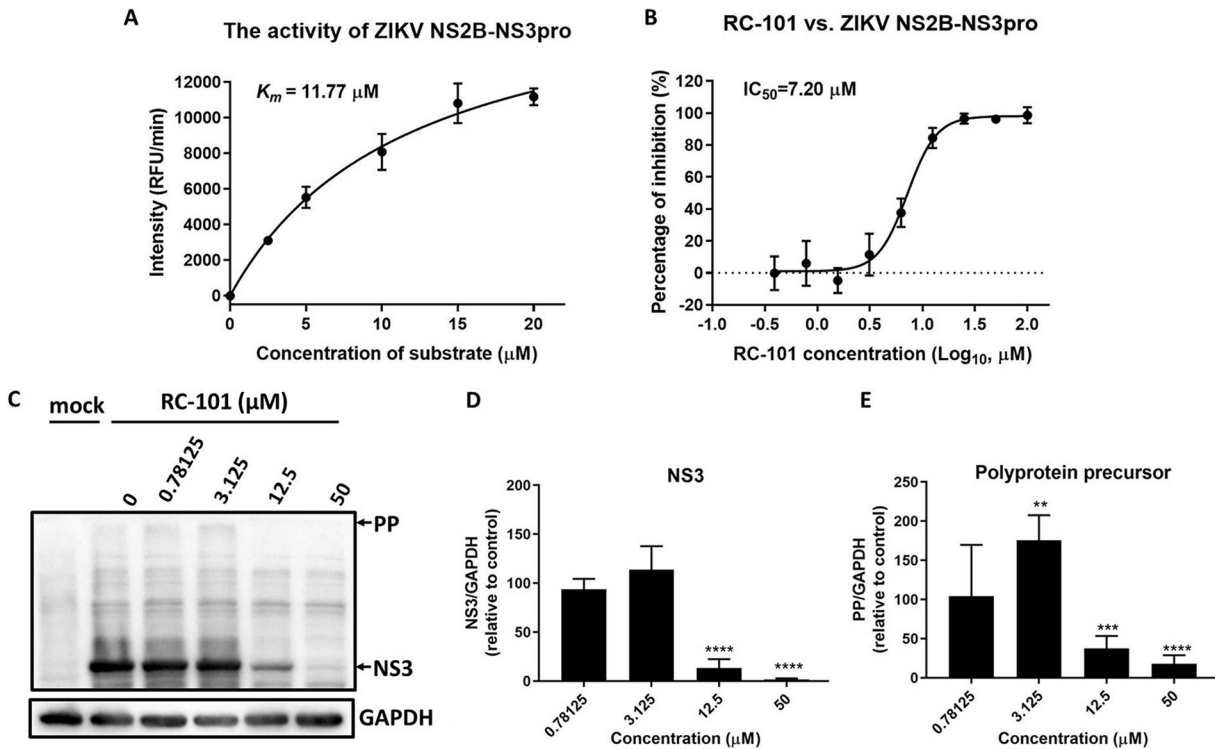 A
The activity of ZIKV NS2B-NS3pro
Kₘ = 11.77 μM
Intensity (RFU/min)
12000
10000
8000
6000
4000
2000
0
0 5 10 15 20
Concentration of substrate (μM)
B
RC-101 vs. ZIKV NS2B-NS3pro
IC₅₀=7.20 μM
Percentage of inhibition (%)
120
100
80
60
40
20
0
-20
-1.0 -0.5 0.0 0.5 1.0 1.5 2.0
RC-101 concentration (Log₁₀, μM)
C
mock
RC-101 (μM)
0 0.78125 3.125 12.5 50
PP
NS3
GAPDH
D
NS3
NS3/GAPDH
(relative to control)
200
150
100
50
0
**** ****
0.78125 3.125 12.5 50
Concentration (μM)
E
Polyprotein precursor
PP/GAPDH
(relative to control)
250
200
150
100
50
0
** *** ****
0.78125 3.125 12.5 50
Concentration (μM)